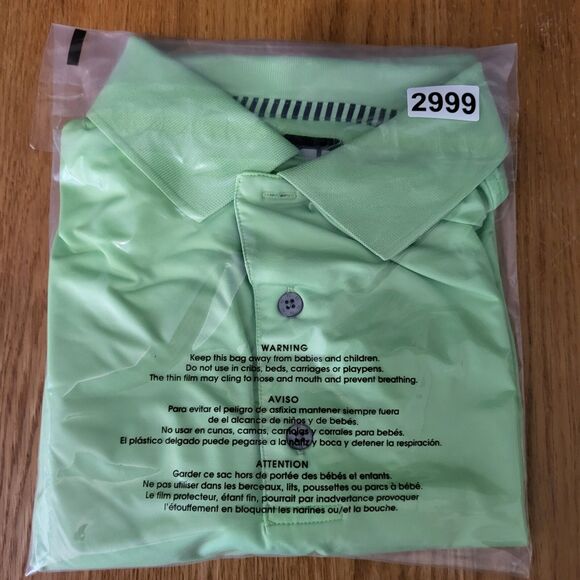 2999
WARNING
Keep this bag away from babies and children.
Do not use in cribs, beds, carriages or playpens.
The thin film may cling to nose and mouth and prevent breathing.
AVISO
Para evitar el peligro de asfixia mantener siempre fuera
de el alcance de niños y de bebés.
No usar en cunas, camas, carriolas y corrales para bebés.
El plástico delgado puede pegarse a la nariz y boca y detener la respiración.
ATTENTION
Garder ce sac hors de portée des bébés et enfants.
Ne pas utiliser dans les berceaux, lits, poussettes ou parcs à bébé.
Le film protecteur, étant fin, pourrait par inadvertance provoquer
l'étouffement en bloquant les narines ou/et la bouche.